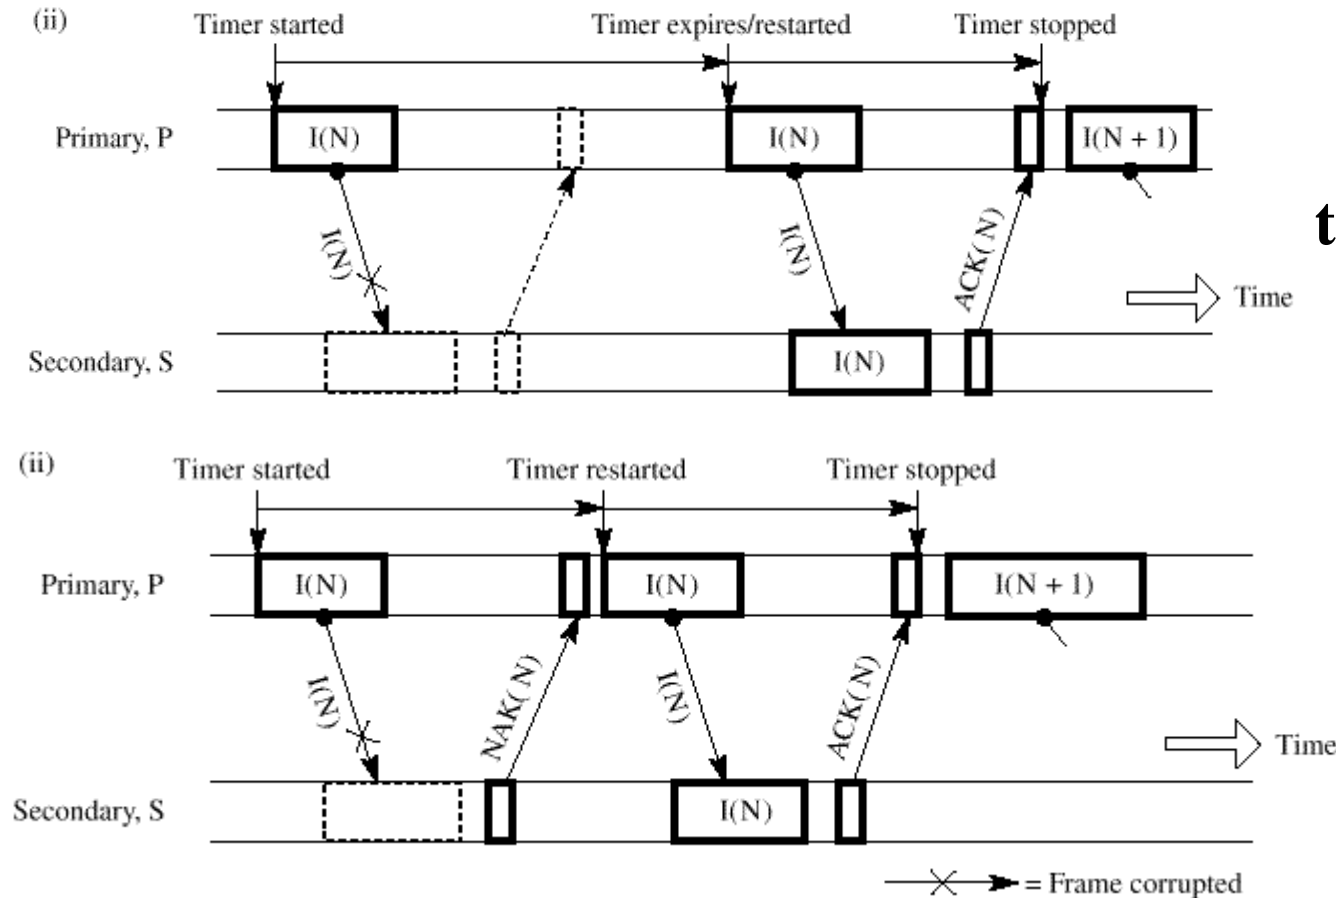 (ii)
Timer started Timer expires/restarted Timer stopped
Primary, P I(N) I(N) I(N + 1)
I(N) I(N) ACK(N)
t
Time
Secondary, S I(N)
(ii)
Timer started Timer restarted Timer stopped
Primary, P I(N) I(N) I(N + 1)
I(N) NAK(N) I(N) ACK(N)
Time
Secondary, S I(N)
= Frame corrupted